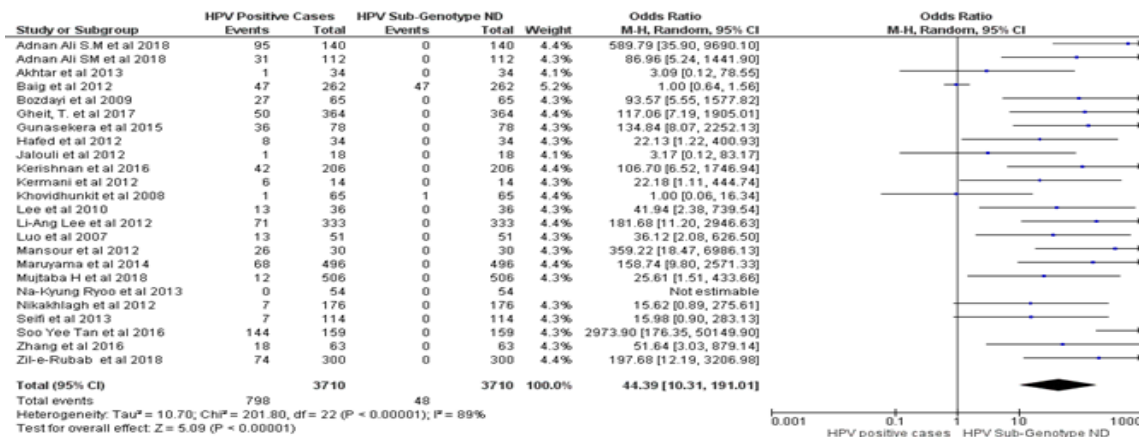 HPV Positive Cases HPV Sub-Genotype ND Odds Ratio Odds Ratio
Study or Subgroup Events Total Events Total Weight M-H, Random, 95% CI M-H, Random, 95% CI
Adnan Ali S.M et al 2018 95 140 0 140 4.4% 589.79 [35.90, 9690.10]
Adnan Ali SM et al 2018 31 112 0 112 4.3% 86.96 [5.24, 1441.90]
Akhtar et al 2013 1 34 0 34 4.1% 3.09 [0.12, 78.55]
Baig et al 2012 47 262 47 262 5.2% 1.00 [0.64, 1.56]
Bozdayi et al 2009 27 65 0 65 4.3% 93.57 [5.55, 1577.82]
Gheit, T. et al 2017 50 364 0 364 4.4% 117.06 [7.19, 1905.01]
Gunasekera et al 2015 36 78 0 78 4.3% 134.84 [8.07, 2252.13]
Hafed et al 2012 8 34 0 34 4.3% 22.13 [1.22, 400.93]
Jalouli et al 2012 1 18 0 18 4.1% 3.17 [0.12, 83.17]
Kerishnan et al 2016 42 206 0 206 4.4% 106.70 [6.52, 1746.94]
Kermani et al 2012 6 14 0 14 4.3% 22.18 [1.11, 444.74]
Khovidhunkit et al 2008 1 65 1 65 4.3% 1.00 [0.06, 16.34]
Lee et al 2010 13 36 0 36 4.3% 41.94 [2.38, 739.54]
Li-Ang Lee et al 2012 71 333 0 333 4.4% 181.68 [11.20, 2946.63]
Luo et al 2007 13 51 0 51 4.3% 36.12 [2.08, 626.50]
Mansour et al 2012 26 30 0 30 4.3% 359.22 [18.47, 6986.13]
Maruyama et al 2014 68 496 0 496 4.4% 158.74 [9.80, 2571.33]
Mujtaba H et al 2018 12 506 0 506 4.3% 25.61 [1.51, 433.66]
Na-Kyung Ryoo et al 2013 0 54 0 54 Not estimable
Nikakhlagh et al 2012 7 176 0 176 4.3% 15.62 [0.89, 275.61]
Seifi et al 2013 7 114 0 114 4.3% 15.98 [0.90, 283.13]
Soo Yee Tan et al 2016 144 159 0 159 4.3% 2973.90 [176.35, 50149.90]
Zhang et al 2016 18 63 0 63 4.3% 51.64 [3.03, 879.14]
Zil-e-Rubab et al 2018 74 300 0 300 4.4% 197.68 [12.19, 3206.98]
Total (95% CI) 3710 3710 100.0% 44.39 [10.31, 191.01]
Total events 798 48
Heterogeneity: Tau² = 10.70; Chi² = 201.80, df = 22 (P < 0.00001); I² = 89%
Test for overall effect: Z = 5.09 (P < 0.00001)
0.001 0.1 1 10 1000
HPV positive cases HPV Sub-Genotype ND